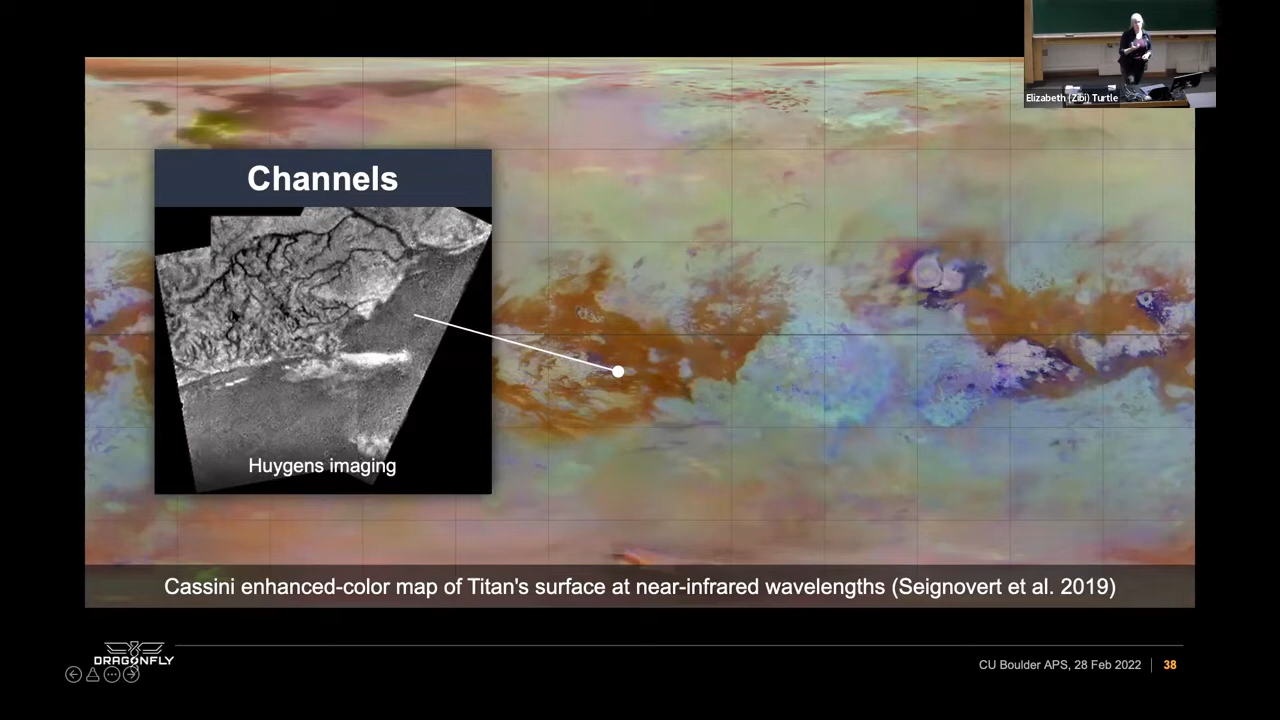 Elizabeth (Zibi) Turtle
Channels
Huygens imaging
Cassini enhanced-color map of Titan's surface at near-infrared wavelengths (Seignovert et al. 2019)
DRAGONFLY
CU Boulder APS, 28 Feb 2022 | 38